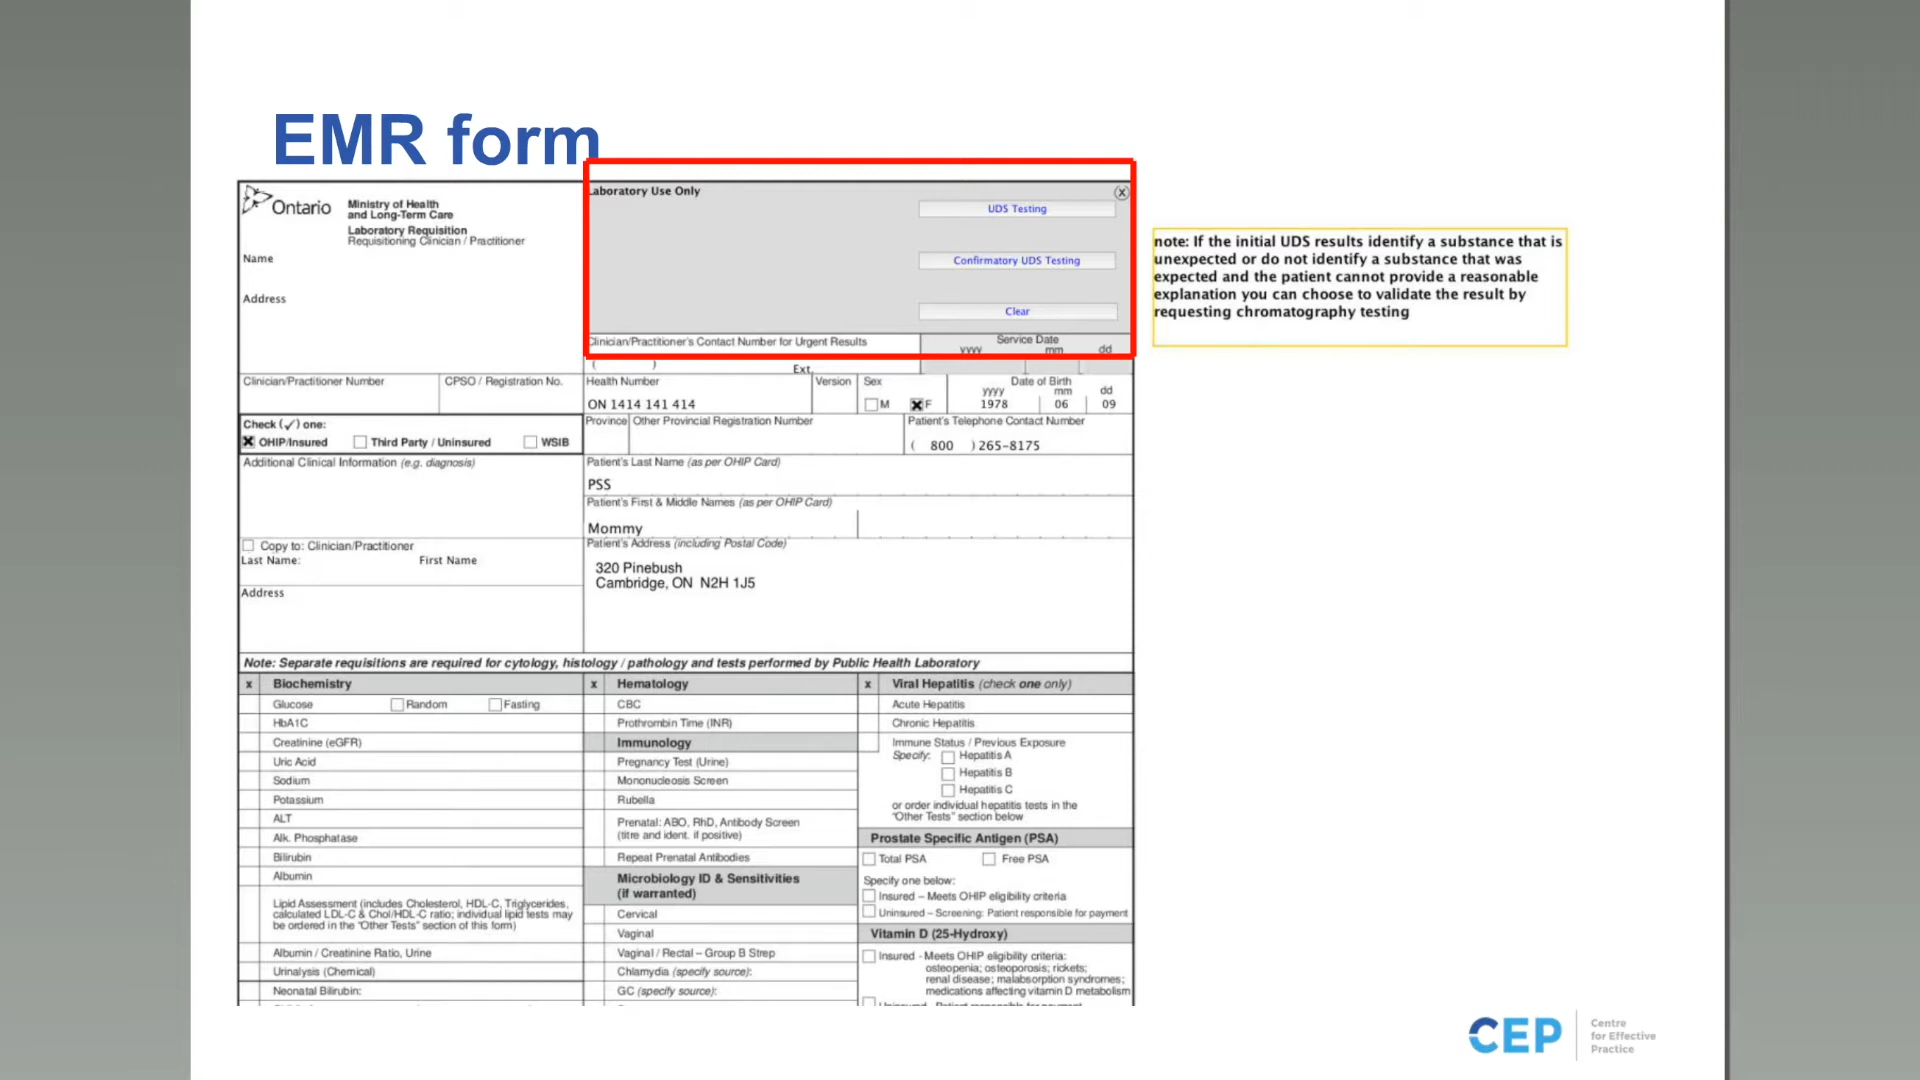 EMR form
Ontario
Ministry of Health
and Long-Term Care
Laboratory Requisition
Requisitioning Clinician / Practitioner
Name
Address
Laboratory Use Only
UDS Testing
Confirmatory UDS Testing
Clear
note: If the initial UDS results identify a substance that is
unexpected or do not identify a substance that was
expected and the patient cannot provide a reasonable
explanation you can choose to validate the result by
requesting chromatography testing
Clinician/Practitioner's Contact Number for Urgent Results
( ) Ext.
Service Date
yyyy mm dd
Clinician/Practitioner Number
CPSO / Registration No.
Health Number
ON 1414 141 414
Version
Sex
M F
Date of Birth
yyyy mm dd
1978 06 09
Check (✓) one:
OHIP/Insured Third Party / Uninsured WSIB
Province
Other Provincial Registration Number
Patient's Telephone Contact Number
( 800 ) 265-8175
Additional Clinical Information (e.g. diagnosis)
Patient's Last Name (as per OHIP Card)
PSS
Patient's First & Middle Names (as per OHIP Card)
Mommy
Copy to: Clinician/Practitioner
Last Name: First Name
Address
Patient's Address (including Postal Code)
320 Pinebush
Cambridge, ON N2H 1J5
Note: Separate requisitions are required for cytology, histology / pathology and tests performed by Public Health Laboratory
x Biochemistry
Glucose Random Fasting
HbA1C
Creatinine (eGFR)
Uric Acid
Sodium
Potassium
ALT
Alk. Phosphatase
Bilirubin
Albumin
Lipid Assessment (includes Cholesterol, HDL-C, Triglycerides,
calculated LDL-C & Chol/HDL-C ratio; individual lipid tests may
be ordered in the "Other Tests" section of this form)
Albumin / Creatinine Ratio, Urine
Urinalysis (Chemical)
Neonatal Bilirubin:
x Hematology
CBC
Prothrombin Time (INR)
Immunology
Pregnancy Test (Urine)
Mononucleosis Screen
Rubella
Prenatal: ABO, RhD, Antibody Screen
(titre and ident. if positive)
Repeat Prenatal Antibodies
Microbiology ID & Sensitivities
(if warranted)
Cervical
Vaginal
Vaginal / Rectal – Group B Strep
Chlamydia (specify source):
GC (specify source):
x Viral Hepatitis (check one only)
Acute Hepatitis
Chronic Hepatitis
Immune Status / Previous Exposure
Specify: Hepatitis A
Hepatitis B
Hepatitis C
or order individual hepatitis tests in the
"Other Tests" section below
Prostate Specific Antigen (PSA)
Total PSA Free PSA
Specify one below:
Insured – Meets OHIP eligibility criteria
Uninsured – Screening: Patient responsible for payment
Vitamin D (25-Hydroxy)
Insured - Meets OHIP eligibility criteria:
osteopenia; osteoporosis; rickets;
renal disease; malabsorption syndromes;
medications affecting vitamin D metabolism
CEP
Centre
for Effective
Practice